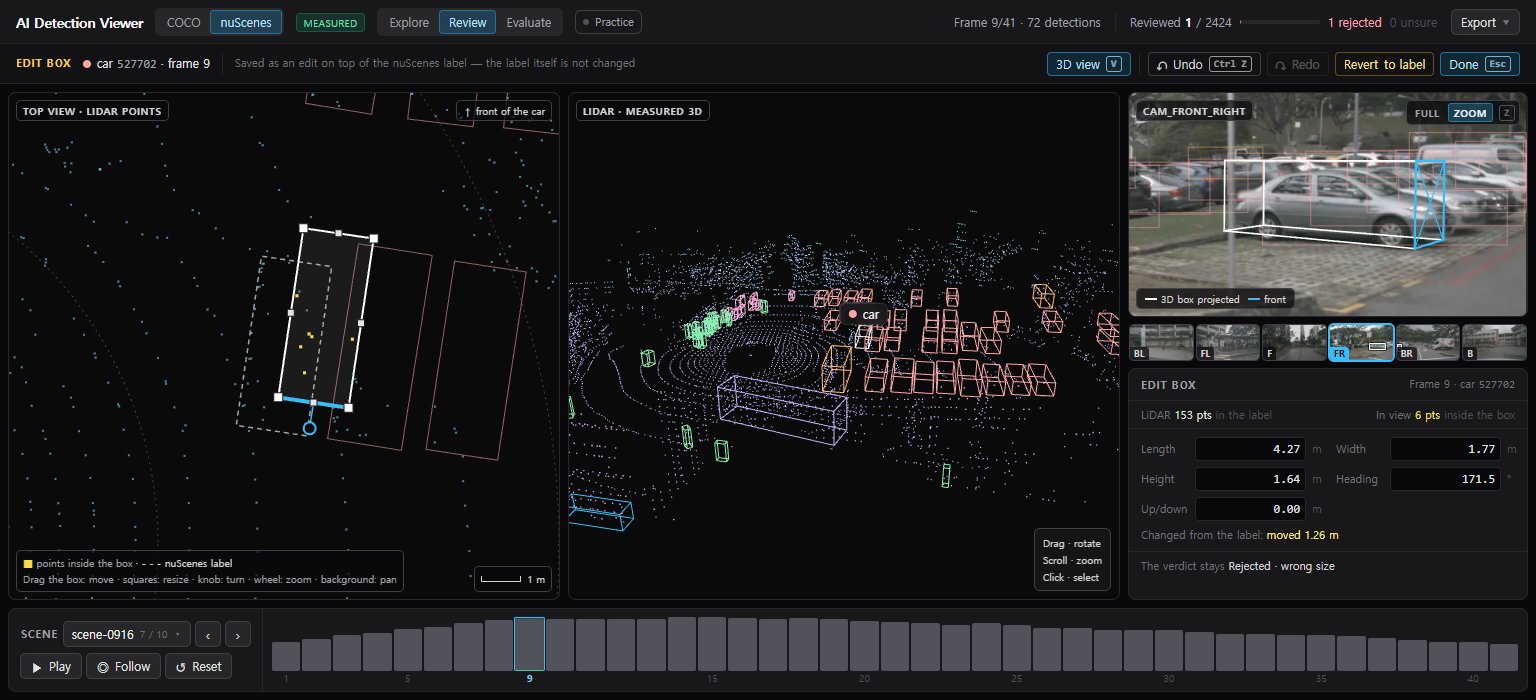 AI Detection Viewer COCO nuScenes MEASURED Explore Review Evaluate Practice Frame 9/41 · 72 detections Reviewed 1 / 2424 1 rejected 0 unsure Export
EDIT BOX car 527702 · frame 9 Saved as an edit on top of the nuScenes label — the label itself is not changed 3D view V Undo Ctrl Z Redo Revert to label Done Esc
TOP VIEW · LIDAR POINTS ↑ front of the car
points inside the box · - - - nuScenes label
Drag the box: move · squares: resize · knob: turn · wheel: zoom · background: pan
1 m
LIDAR · MEASURED 3D
car
Drag · rotate
Scroll · zoom
Click · select
CAM_FRONT_RIGHT FULL ZOOM Z
3D box projected front
BL FL F FR BR B
EDIT BOX Frame 9 · car 527702
LiDAR 153 pts in the label In view 6 pts inside the box
Length 4.27 m Width 1.77 m
Height 1.64 m Heading 171.5 °
Up/down 0.00 m
Changed from the label: moved 1.26 m
The verdict stays Rejected · wrong size
SCENE scene-0916 7 / 10 ‹ ›
Play Follow Reset
1 5 9 15 20 25 30 35 40